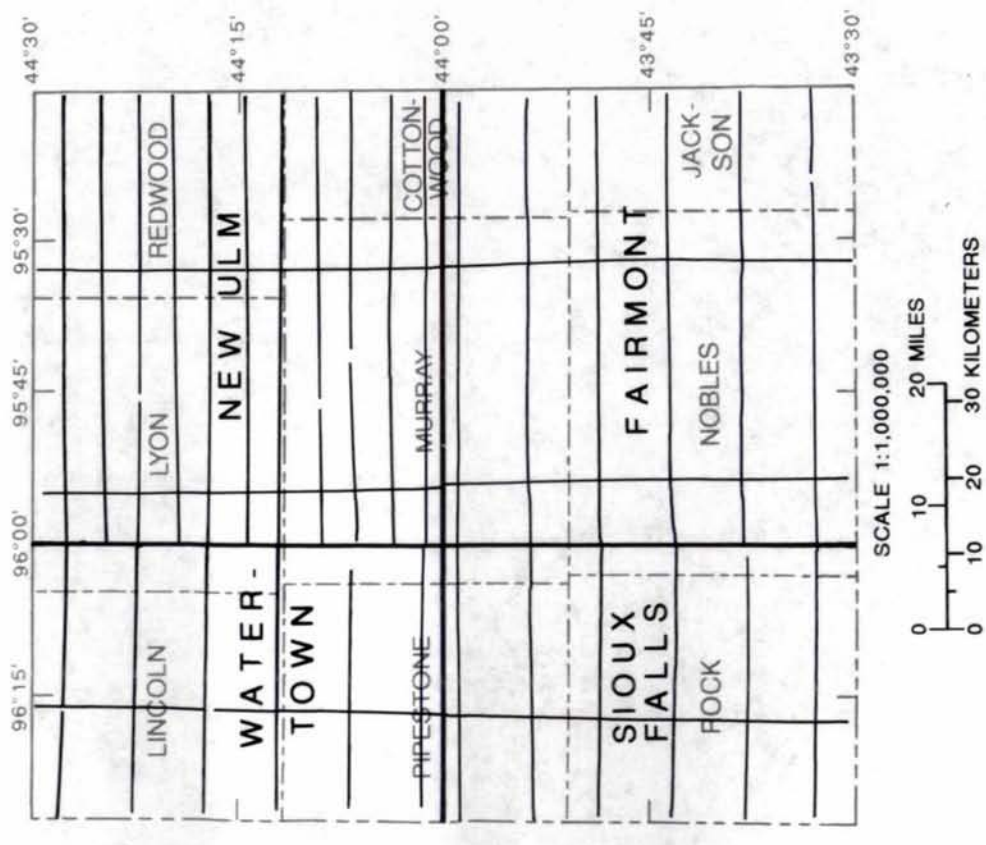 96°15'
96°00'
95°45'
95°30'
44°30'
44°15'
44°00'
43°45'
43°30'
LINCOLN
LYON
REDWOOD
WATER-
TOWN
NEW ULM
PIPESTONE
MURRAY
COTTON-
WOOD
SIOUX
FALLS
FAIRMONT
ROCK
NOBLES
JACK-
SON
SCALE 1:1,000,000
0 10 20 MILES
0 10 20 30 KILOMETERS